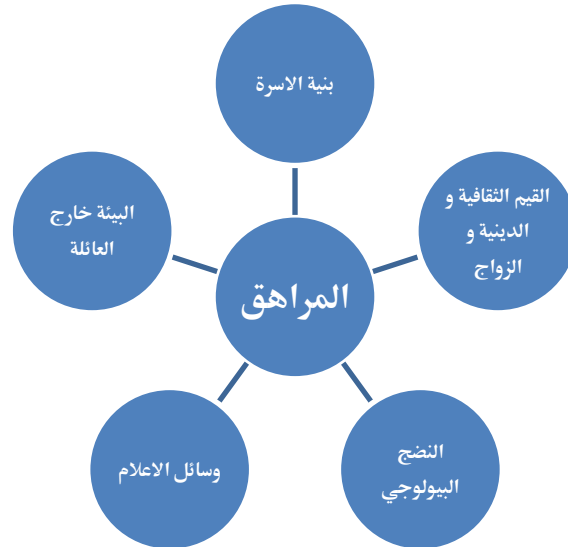 بنية الاسرة
القيم الثقافية و
الدينية و
الزواج
البيئة خارج
العائلة
المراهق
النضج
البيولوجي
وسائل الاعلام